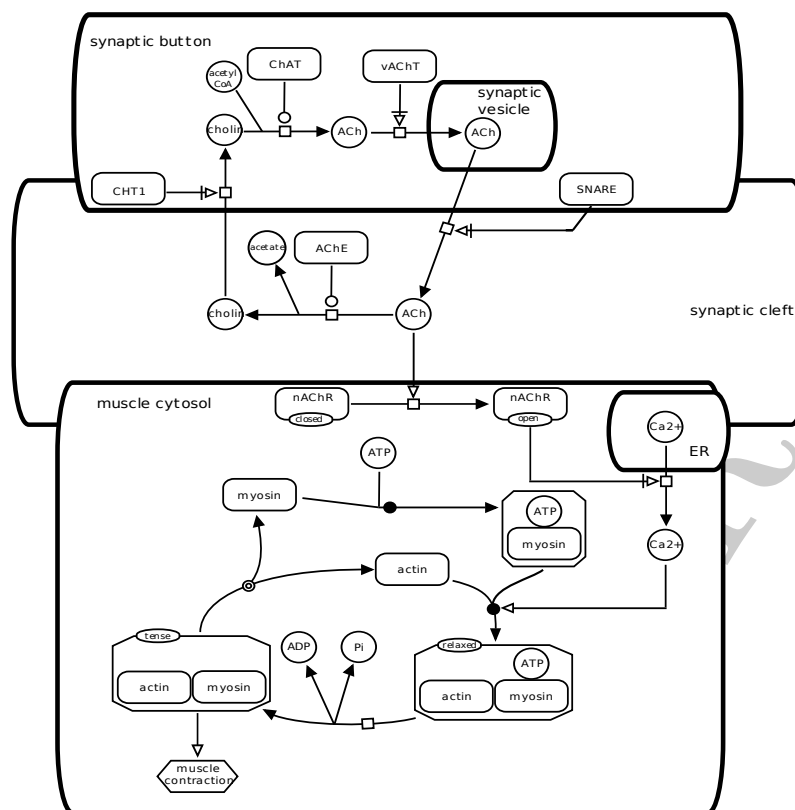 synaptic button
ChAT
vAChT
acetyl
CoA
synaptic
vesicle
cholin
ACh
ACh
CHT1
SNARE
acetate
AChE
cholin
ACh
synaptic cleft
muscle cytosol
nAChR
closed
nAChR
open
Ca2+
ER
ATP
myosin
ATP
myosin
Ca2+
actin
tense
ADP
Pi
relaxed
ATP
actin
myosin
actin
myosin
muscle
contraction